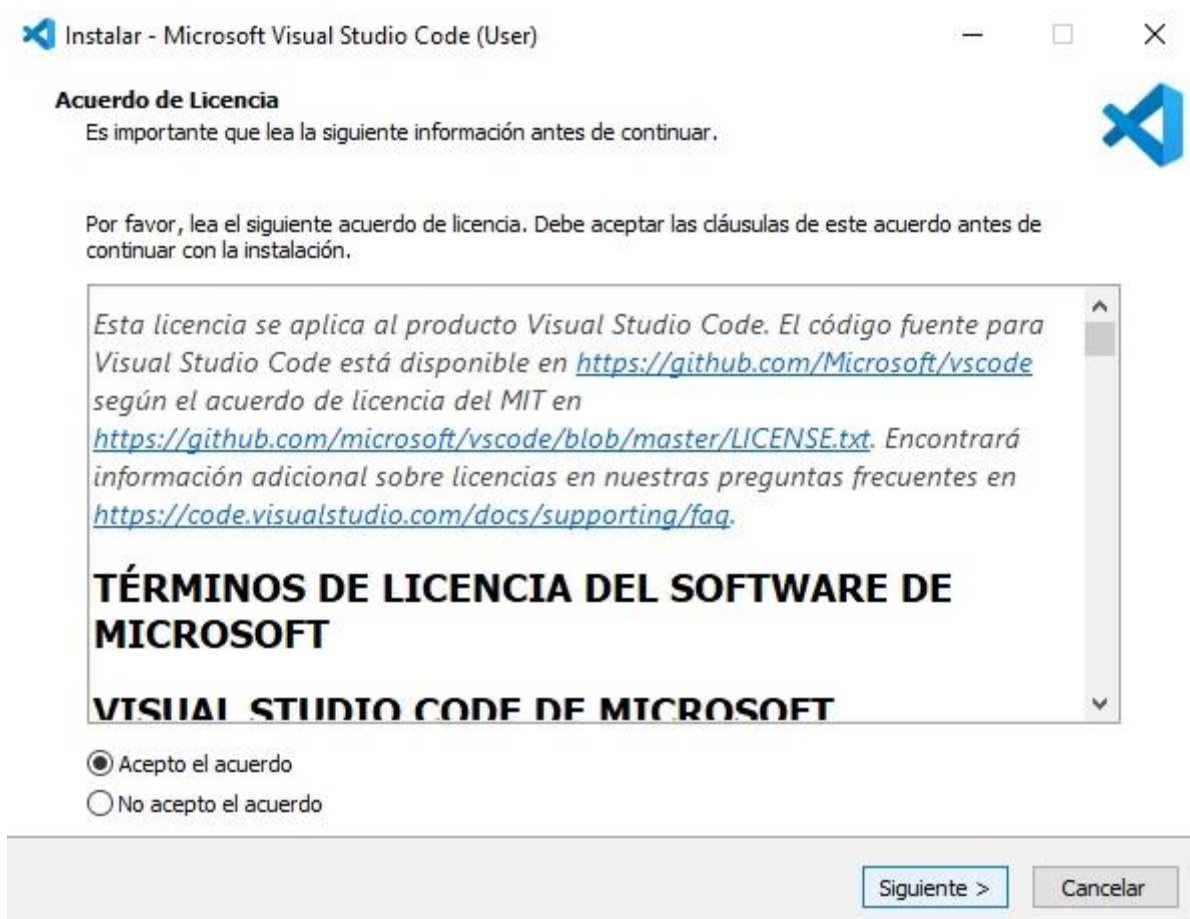 Instalar - Microsoft Visual Studio Code (User)
Acuerdo de Licencia
Es importante que lea la siguiente información antes de continuar.
Por favor, lea el siguiente acuerdo de licencia. Debe aceptar las cláusulas de este acuerdo antes de
continuar con la instalación.
Esta licencia se aplica al producto Visual Studio Code. El código fuente para
Visual Studio Code está disponible en https://github.com/Microsoft/vscode
según el acuerdo de licencia del MIT en
https://github.com/microsoft/vscode/blob/master/LICENSE.txt. Encontrará
información adicional sobre licencias en nuestras preguntas frecuentes en
https://code.visualstudio.com/docs/supporting/faq.
TÉRMINOS DE LICENCIA DEL SOFTWARE DE
MICROSOFT
VISUAL STUDIO CODE DE MICROSOFT
Acepto el acuerdo
No acepto el acuerdo
Siguiente >
Cancelar